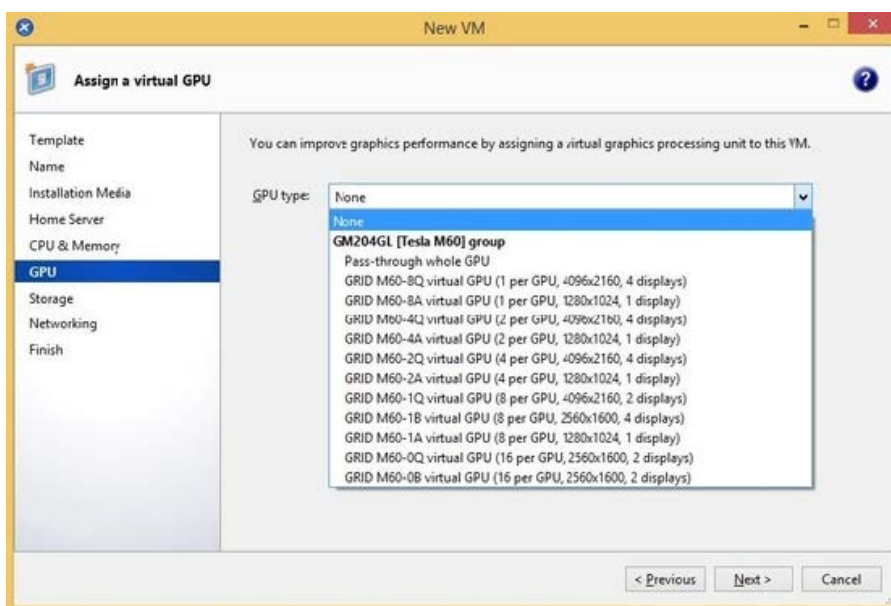 New VM
Assign a virtual GPU
Template
Name
Installation Media
Home Server
CPU & Memory
GPU
Storage
Networking
Finish
You can improve graphics performance by assigning a virtual graphics processing unit to this VM.
GPU type:
None
None
GM204GL [Tesla M60] group
Pass-through whole GPU
GRID M60-8Q virtual GPU (1 per GPU, 4096x2160, 4 displays)
GRID M60-8A virtual GPU (1 per GPU, 1280x1024, 1 display)
GRID M60-4Q virtual GPU (2 per GPU, 4096x2160, 4 displays)
GRID M60-4A virtual GPU (2 per GPU, 1280x1024, 1 display)
GRID M60-2Q virtual GPU (4 per GPU, 4096x2160, 4 displays)
GRID M60-2A virtual GPU (4 per GPU, 1280x1024, 1 display)
GRID M60-1Q virtual GPU (8 per GPU, 4096x2160, 2 displays)
GRID M60-1B virtual GPU (8 per GPU, 2560x1600, 4 displays)
GRID M60-1A virtual GPU (8 per GPU, 1280x1024, 1 display)
GRID M60-0Q virtual GPU (16 per GPU, 2560x1600, 2 displays)
GRID M60-0B virtual GPU (16 per GPU, 2560x1600, 2 displays)
< Previous
Next >
Cancel